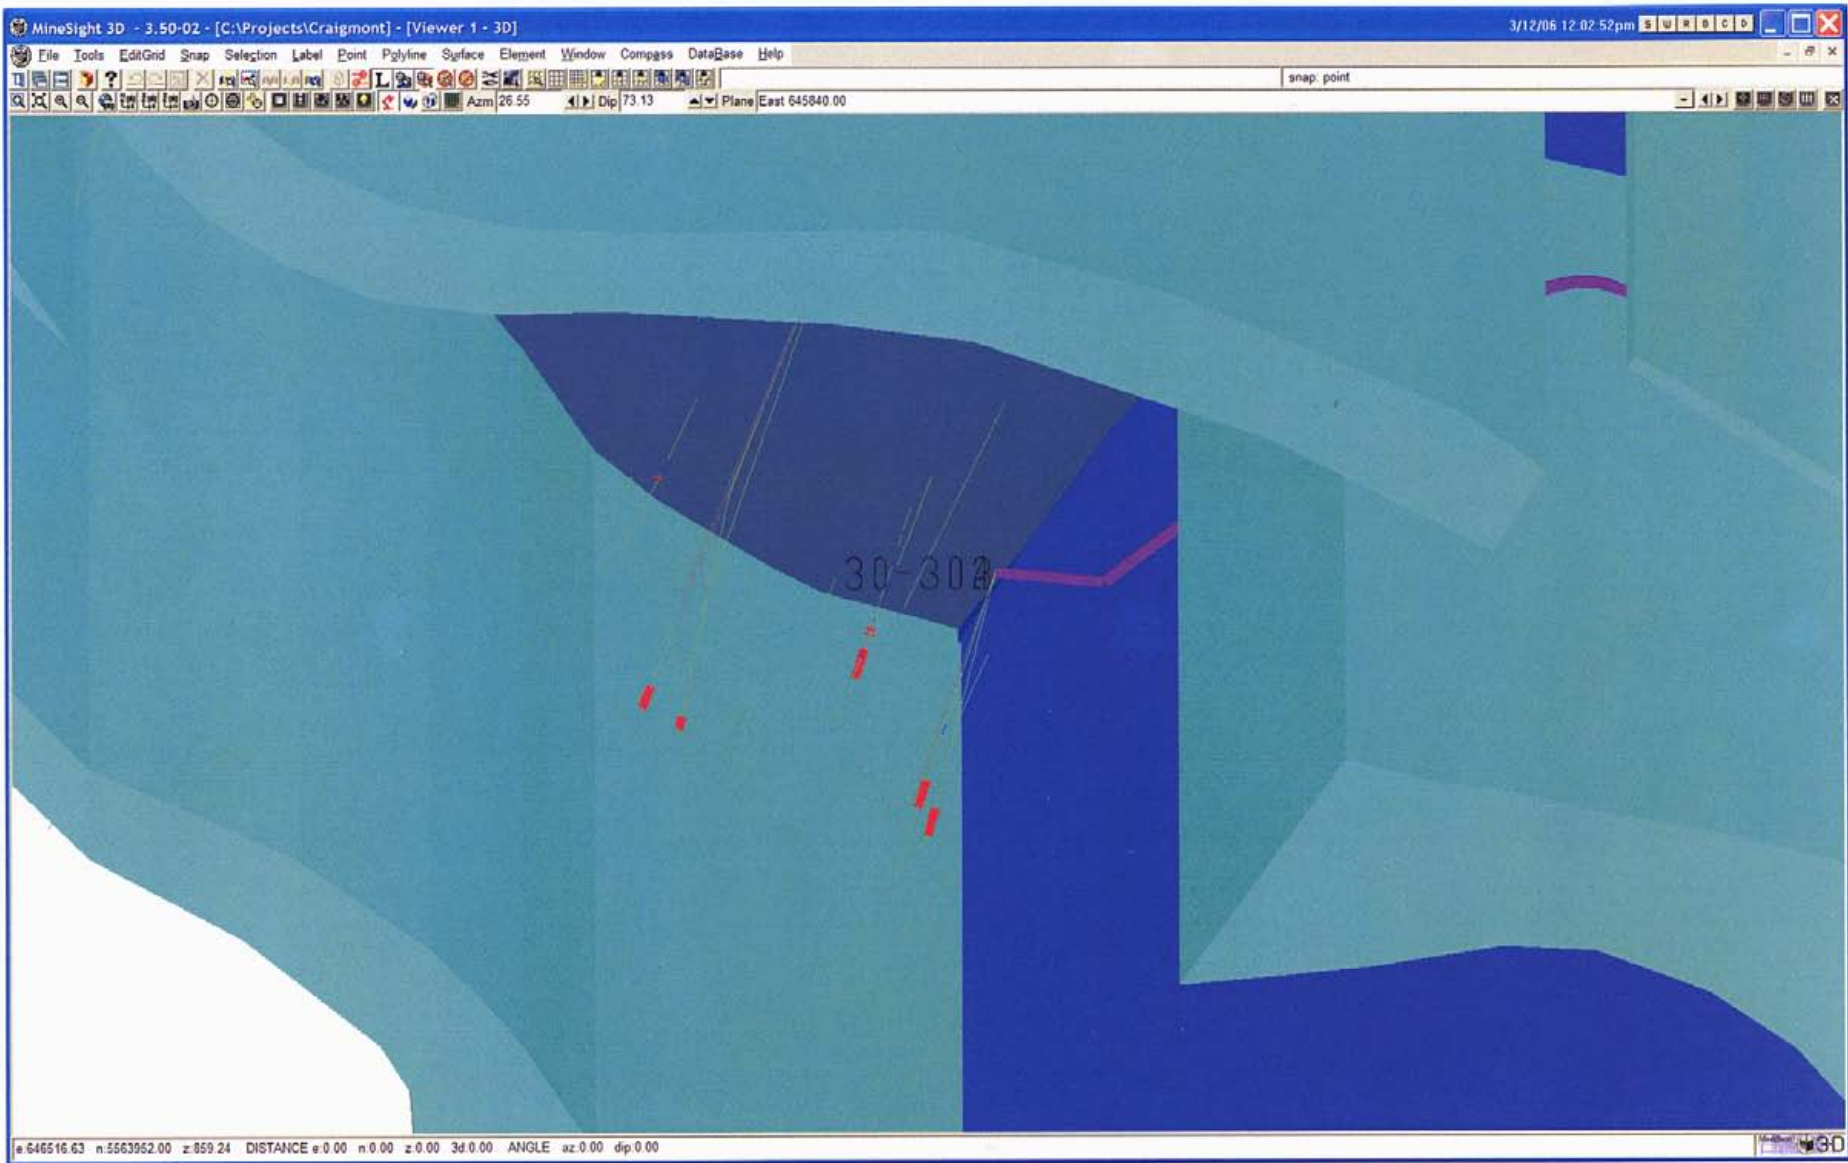 MineSight 3D - 3.50-02 - [C:\Projects\Craigmont] - [Viewer 1 - 3D]
3/12/06 12:02:52pm S U R O C D
File Tools EditGrid Snap Selection Label Point Polyline Surface Element Window Compass DataBase Help
snap: point
Azm 26.55 Dip 73.13 Plane East 645840.00
30-302
e:646516.63 n:5563952.00 z:859.24 DISTANCE e:0.00 n:0.00 z:0.00 3d:0.00 ANGLE az:0.00 dip:0.00
3-D